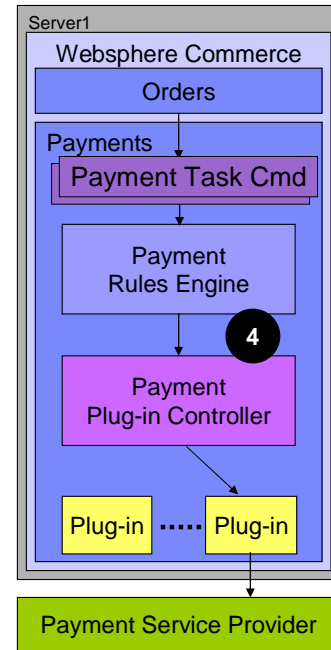 Server1
Websphere Commerce
Orders
Payments
Payment Task Cmd
Payment
Rules Engine
4
Payment
Plug-in Controller
Plug-in ..... Plug-in
Payment Service Provider